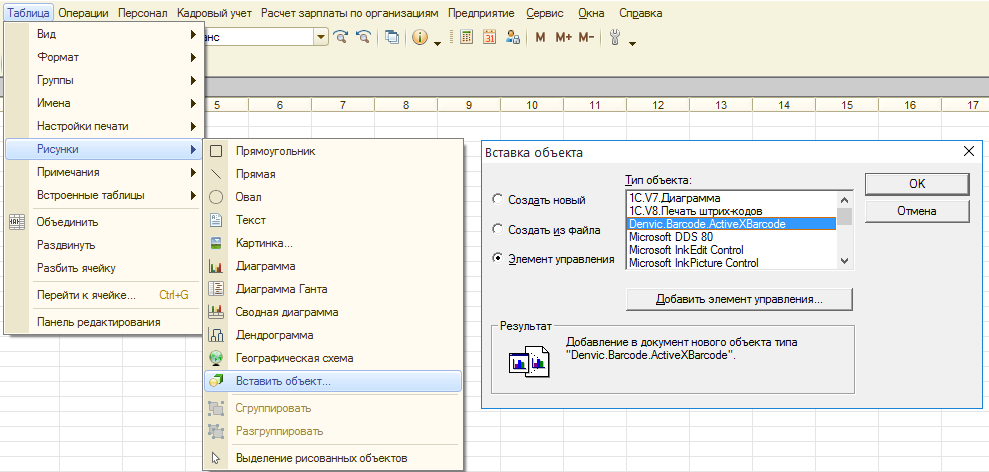 Таблица Операции Персонал Кадровый учет Расчет зарплаты по организациям Предприятие Сервис Окна Справка
Вид
Формат
Группы
Имена
Настройки печати
Рисунки
Примечания
Встроенные таблицы
Объединить
Раздвинуть
Разбить ячейку
Перейти к ячейке... Ctrl+G
Панель редактирования
анс
M M+ M-
5 6 7 8 9 10 11 12 13 14 15 16 17
Прямоугольник
Прямая
Овал
Текст
Картинка...
Диаграмма
Диаграмма Ганта
Сводная диаграмма
Дендрограмма
Географическая схема
Вставить объект...
Сгруппировать
Разгруппировать
Выделение рисованных объектов
Вставка объекта
Создать новый
Создать из файла
Элемент управления
Тип объекта:
1C.V7.Диаграмма
1C.V8.Печать штрих-кодов
Denvic.Barcode.ActiveXBarcode
Microsoft DDS 80
Microsoft InkEdit Control
Microsoft InkPicture Control
OK
Отмена
Добавить элемент управления...
Результат
Добавление в документ нового объекта типа
"Denvic.Barcode.ActiveXBarcode".